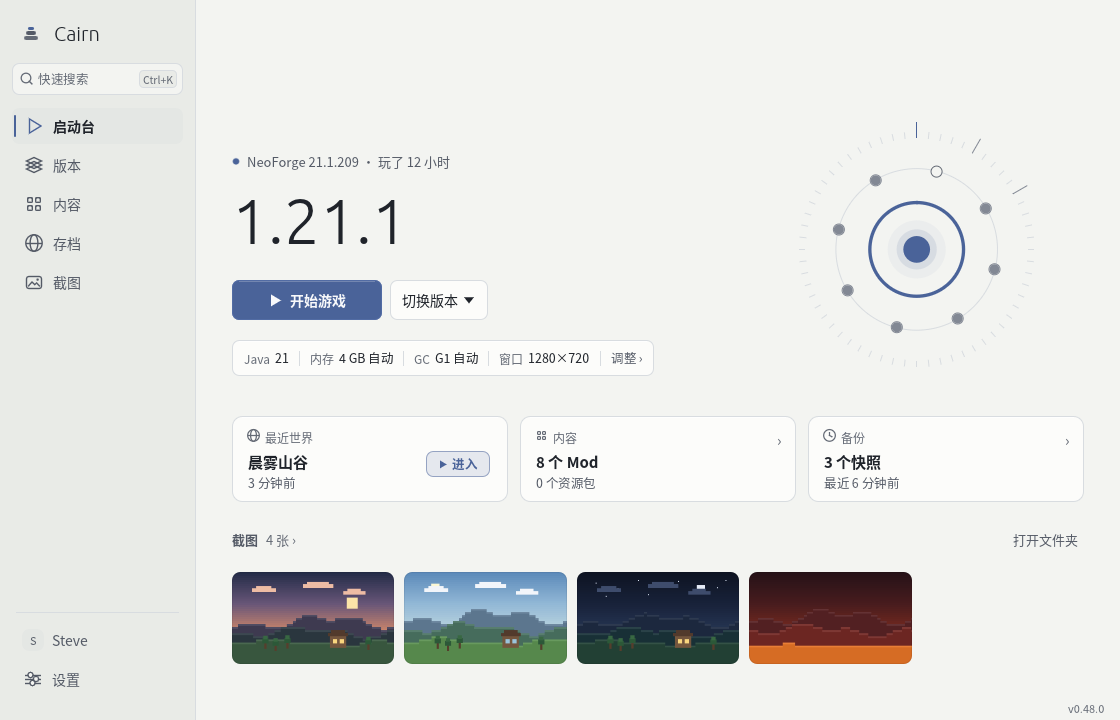 Cairn
快速搜索 Ctrl+K
启动台
版本
内容
存档
截图
S Steve
设置
NeoForge 21.1.209 · 玩了 12 小时
1.21.1
开始游戏 切换版本
Java 21 内存 4 GB 自动 GC G1 自动 窗口 1280×720 调整 ›
最近世界
晨雾山谷
3 分钟前
进入
内容 ›
8 个 Mod
0 个资源包
备份 ›
3 个快照
最近 6 分钟前
截图 4 张 › 打开文件夹
v0.48.0